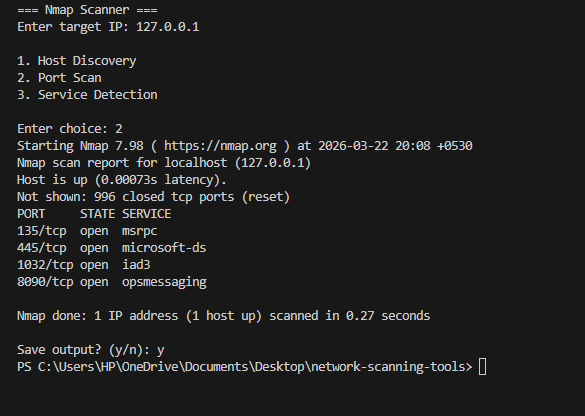 === Nmap Scanner ===
Enter target IP: 127.0.0.1
1. Host Discovery
2. Port Scan
3. Service Detection
Enter choice: 2
Starting Nmap 7.98 ( https://nmap.org ) at 2026-03-22 20:08 +0530
Nmap scan report for localhost (127.0.0.1)
Host is up (0.00073s latency).
Not shown: 996 closed tcp ports (reset)
PORT     STATE SERVICE
135/tcp  open  msrpc
445/tcp  open  microsoft-ds
1032/tcp open  iad3
8090/tcp open  opsmessaging
Nmap done: 1 IP address (1 host up) scanned in 0.27 seconds
Save output? (y/n): y
PS C:\Users\HP\OneDrive\Documents\Desktop\network-scanning-tools>